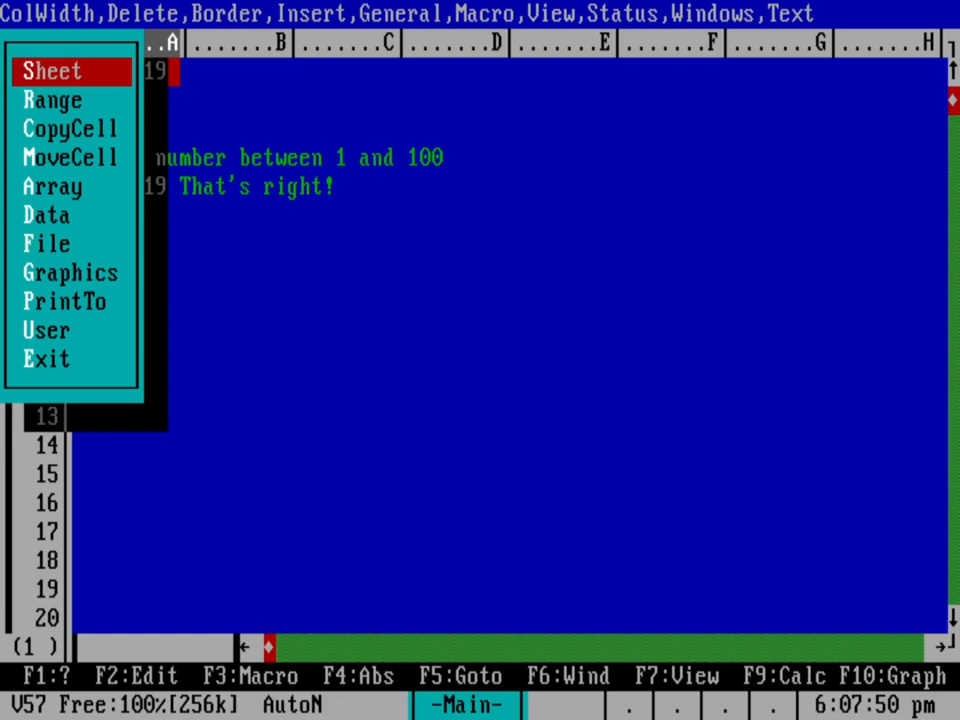 ColWidth,Delete,Border,Insert,General,Macro,View,Status,Windows,Text
..A .......B .......C .......D .......E .......F .......G .......H
Sheet 19
Range
CopyCell
MoveCell number between 1 and 100
Array 19 That's right!
Data
File
Graphics
PrintTo
User
Exit
13
14
15
16
17
18
19
20
(1 )
F1:? F2:Edit F3:Macro F4:Abs F5:Goto F6:Wind F7:View F9:Calc F10:Graph
V57 Free:100%[256k] AutoN -Main- . . . . 6:07:50 pm